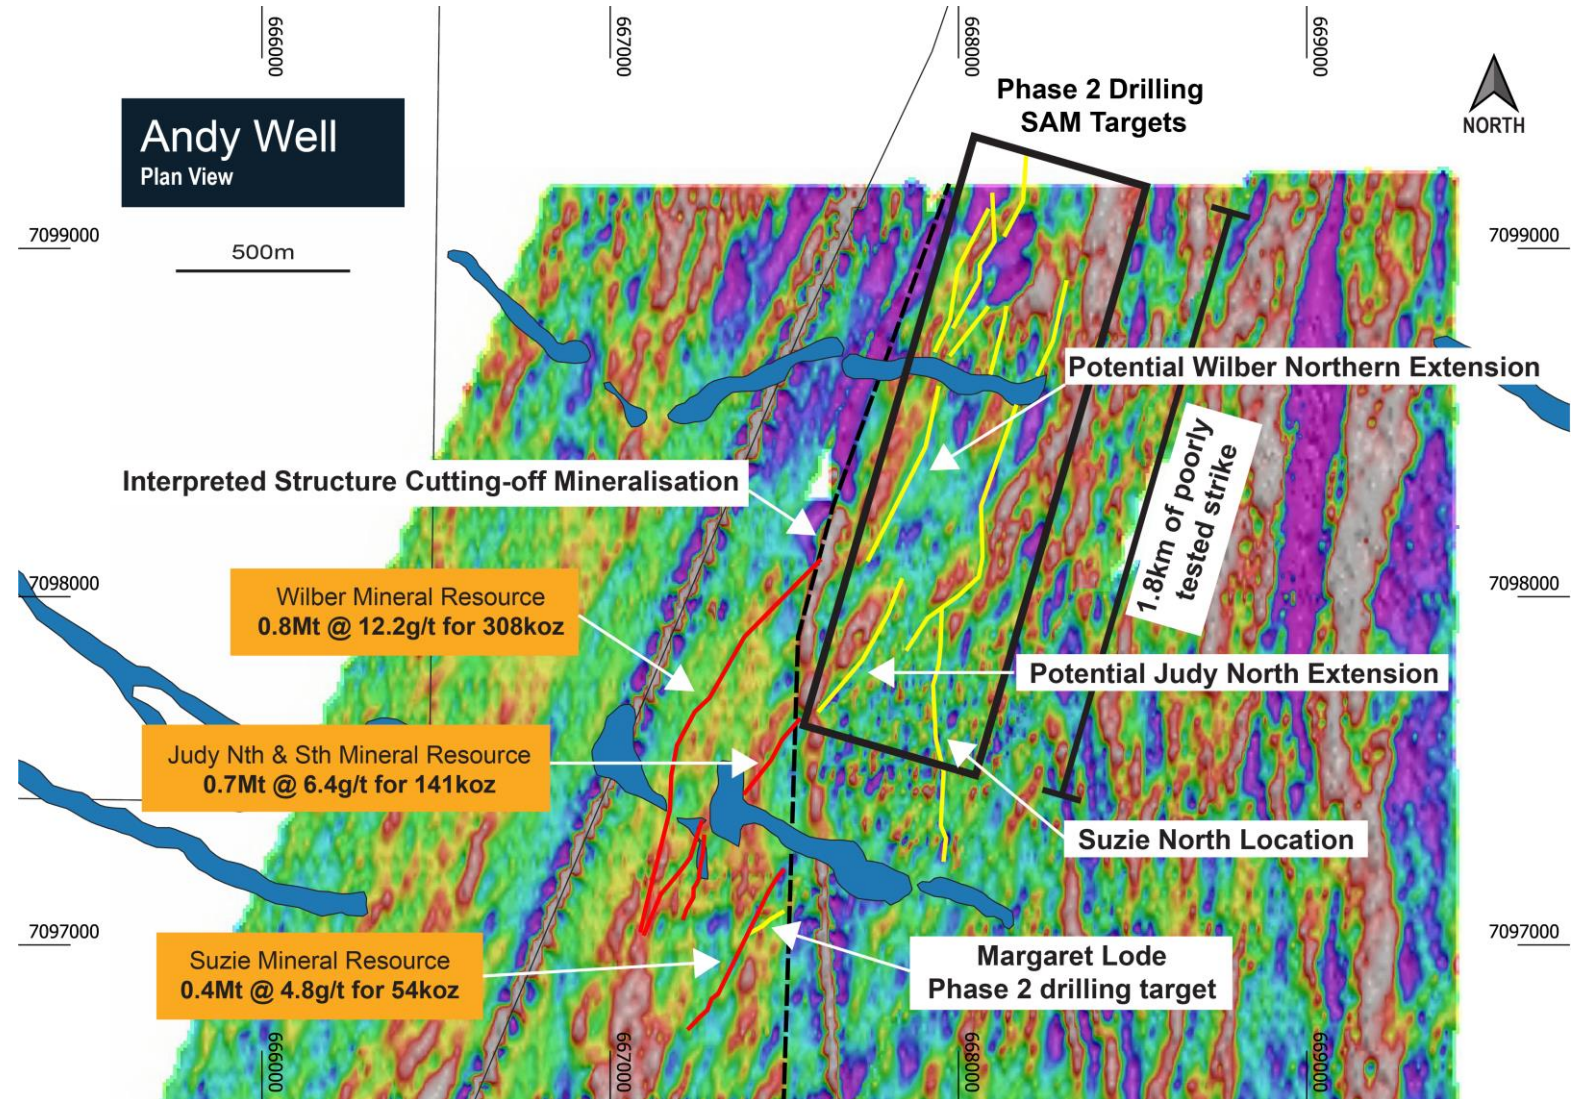 666000
667000
668000
669000
Andy Well
Plan View
Phase 2 Drilling
SAM Targets
NORTH
7099000
500m
7099000
Potential Wilber Northern Extension
Interpreted Structure Cutting-off Mineralisation
1.8km of poorly
tested strike
7098000
7098000
Wilber Mineral Resource
0.8Mt @ 12.2g/t for 308koz
Potential Judy North Extension
Judy Nth & Sth Mineral Resource
0.7Mt @ 6.4g/t for 141koz
Suzie North Location
7097000
7097000
Suzie Mineral Resource
0.4Mt @ 4.8g/t for 54koz
Margaret Lode
Phase 2 drilling target
666000
667000
668000
669000